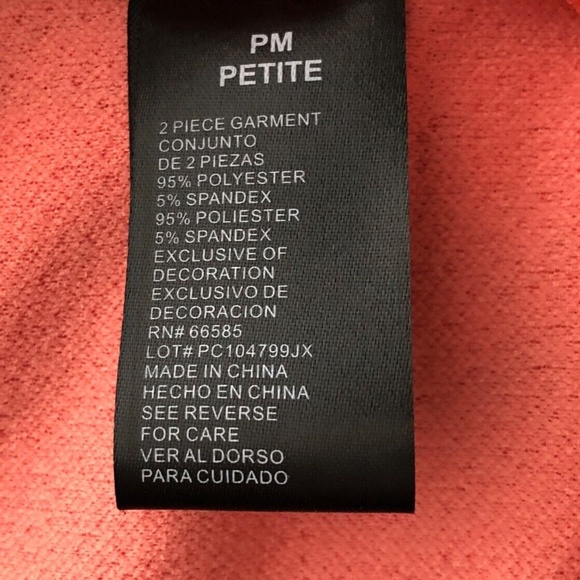 PM
PETITE
2 PIECE GARMENT
CONJUNTO
DE 2 PIEZAS
95% POLYESTER
5% SPANDEX
95% POLIESTER
5% SPANDEX
EXCLUSIVE OF
DECORATION
EXCLUSIVO DE
DECORACION
RN# 66585
LOT# PC104799JX
MADE IN CHINA
HECHO EN CHINA
SEE REVERSE
FOR CARE
VER AL DORSO
PARA CUIDADO